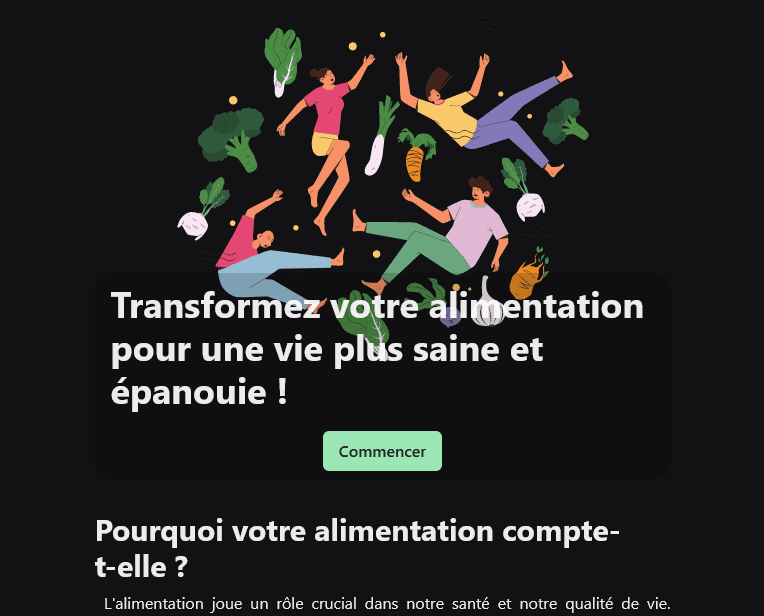 Transformez votre alimentation
pour une vie plus saine et
épanouie !
Commencer
Pourquoi votre alimentation compte-
t-elle ?
L'alimentation joue un rôle crucial dans notre santé et notre qualité de vie.